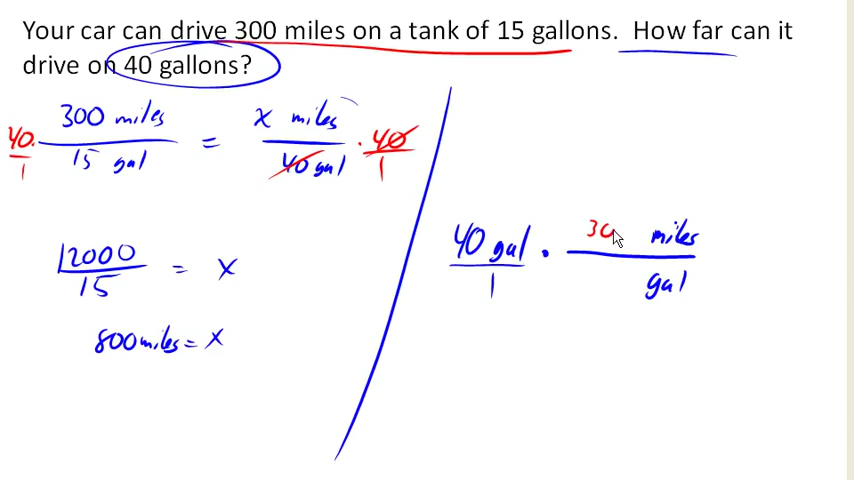 Your car can drive 300 miles on a tank of 15 gallons. How far can it
drive on 40 gallons?
40/1 · 300 miles / 15 gal = x miles / 40 gal · 40/1
12000/15 = x
800 miles = x
40 gal / 1 · 30 miles / gal